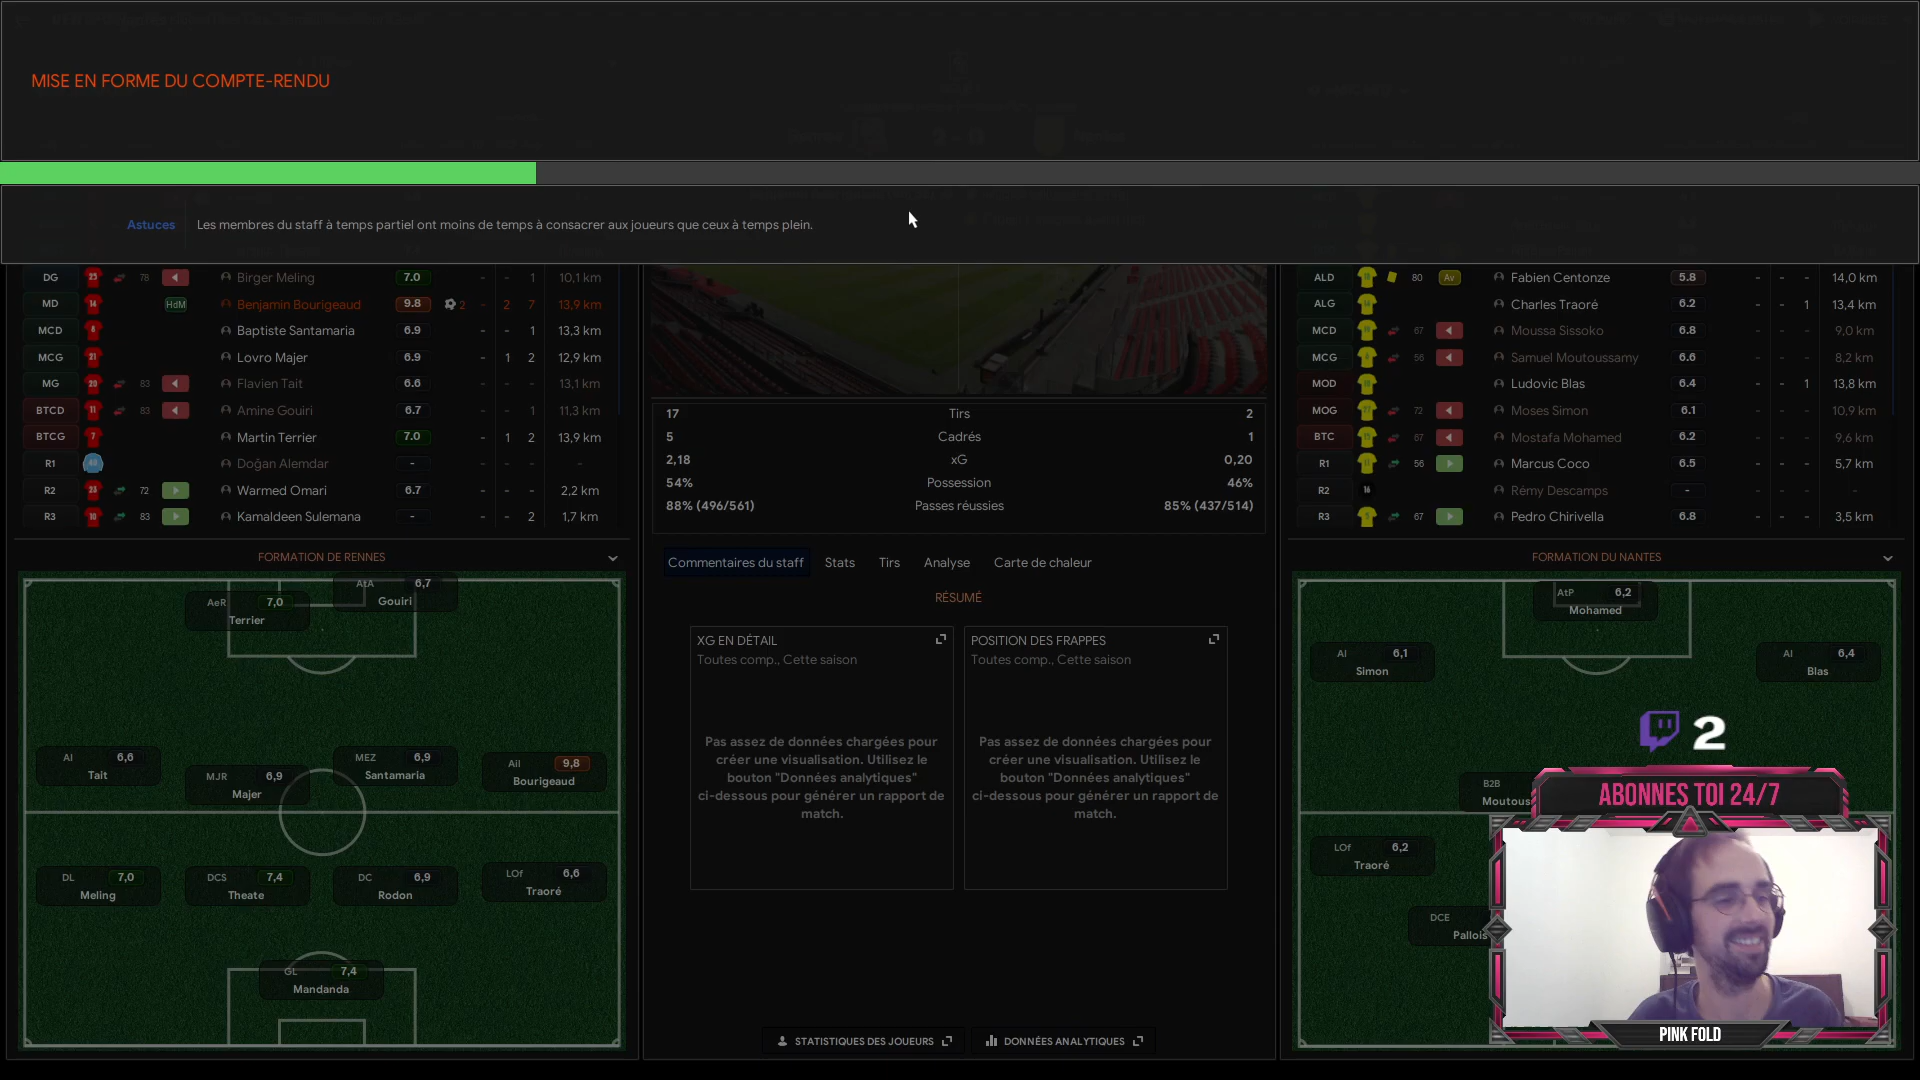 MISE EN FORME DU COMPTE-RENDU
Astuces Les membres du staff à temps partiel ont moins de temps à consacrer aux joueurs que ceux à temps plein.
DG 25 78 Birger Meling 7.0 - - 1 10,1 km
MD 14 HdM Benjamin Bourigeaud 9.8 2 - 2 7 13,9 km
MCD 8 Baptiste Santamaria 6.9 - - 1 13,3 km
MCG 21 Lovro Majer 6.9 - 1 2 12,9 km
MG 20 83 Flavien Tait 6.6 - - - 13,1 km
BTCD 11 83 Amine Gouiri 6.7 - - 1 11,3 km
BTCG 7 Martin Terrier 7.0 - 1 2 13,9 km
R1 40 Doğan Alemdar - - - - -
R2 23 72 Warmed Omari 6.7 - - - 2,2 km
R3 10 83 Kamaldeen Sulemana - - - 2 1,7 km
FORMATION DE RENNES
AtA 6,7
Gouiri
AeR 7,0
Terrier
AI 6,6
Tait
MJR 6,9
Majer
MEZ 6,9
Santamaria
Ail 9,8
Bourigeaud
DL 7,0
Meling
DCS 7,4
Theate
DC 6,9
Rodon
LOf 6,6
Traoré
GL 7,4
Mandanda
17 Tirs 2
5 Cadrés 1
2,18 xG 0,20
54% Possession 46%
88% (496/561) Passes réussies 85% (437/514)
Commentaires du staff Stats Tirs Analyse Carte de chaleur
RÉSUMÉ
XG EN DÉTAIL
Toutes comp., Cette saison
Pas assez de données chargées pour
créer une visualisation. Utilisez le
bouton "Données analytiques"
ci-dessous pour générer un rapport de
match.
POSITION DES FRAPPES
Toutes comp., Cette saison
Pas assez de données chargées pour
créer une visualisation. Utilisez le
bouton "Données analytiques"
ci-dessous pour générer un rapport de
match.
STATISTIQUES DES JOUEURS DONNÉES ANALYTIQUES
ALD 80 Av Fabien Centonze 5.8 - - - 14,0 km
ALG Charles Traoré 6.2 - - 1 13,4 km
MCD 67 Moussa Sissoko 6.8 - - - 9,0 km
MCG 56 Samuel Moutoussamy 6.6 - - - 8,2 km
MOD Ludovic Blas 6.4 - - 1 13,8 km
MOG 72 Moses Simon 6.1 - - - 10,9 km
BTC 67 Mostafa Mohamed 6.2 - - - 9,6 km
R1 56 Marcus Coco 6.5 - - - 5,7 km
R2 16 Rémy Descamps - - - - -
R3 67 Pedro Chirivella 6.8 - - - 3,5 km
FORMATION DU NANTES
AtP 6,2
Mohamed
AI 6,1
Simon
AI 6,4
Blas
2
B2B
Moutous
ABONNES TOI 24/7
LOf 6,2
Traoré
DCE
Pallois
PINK FOLD